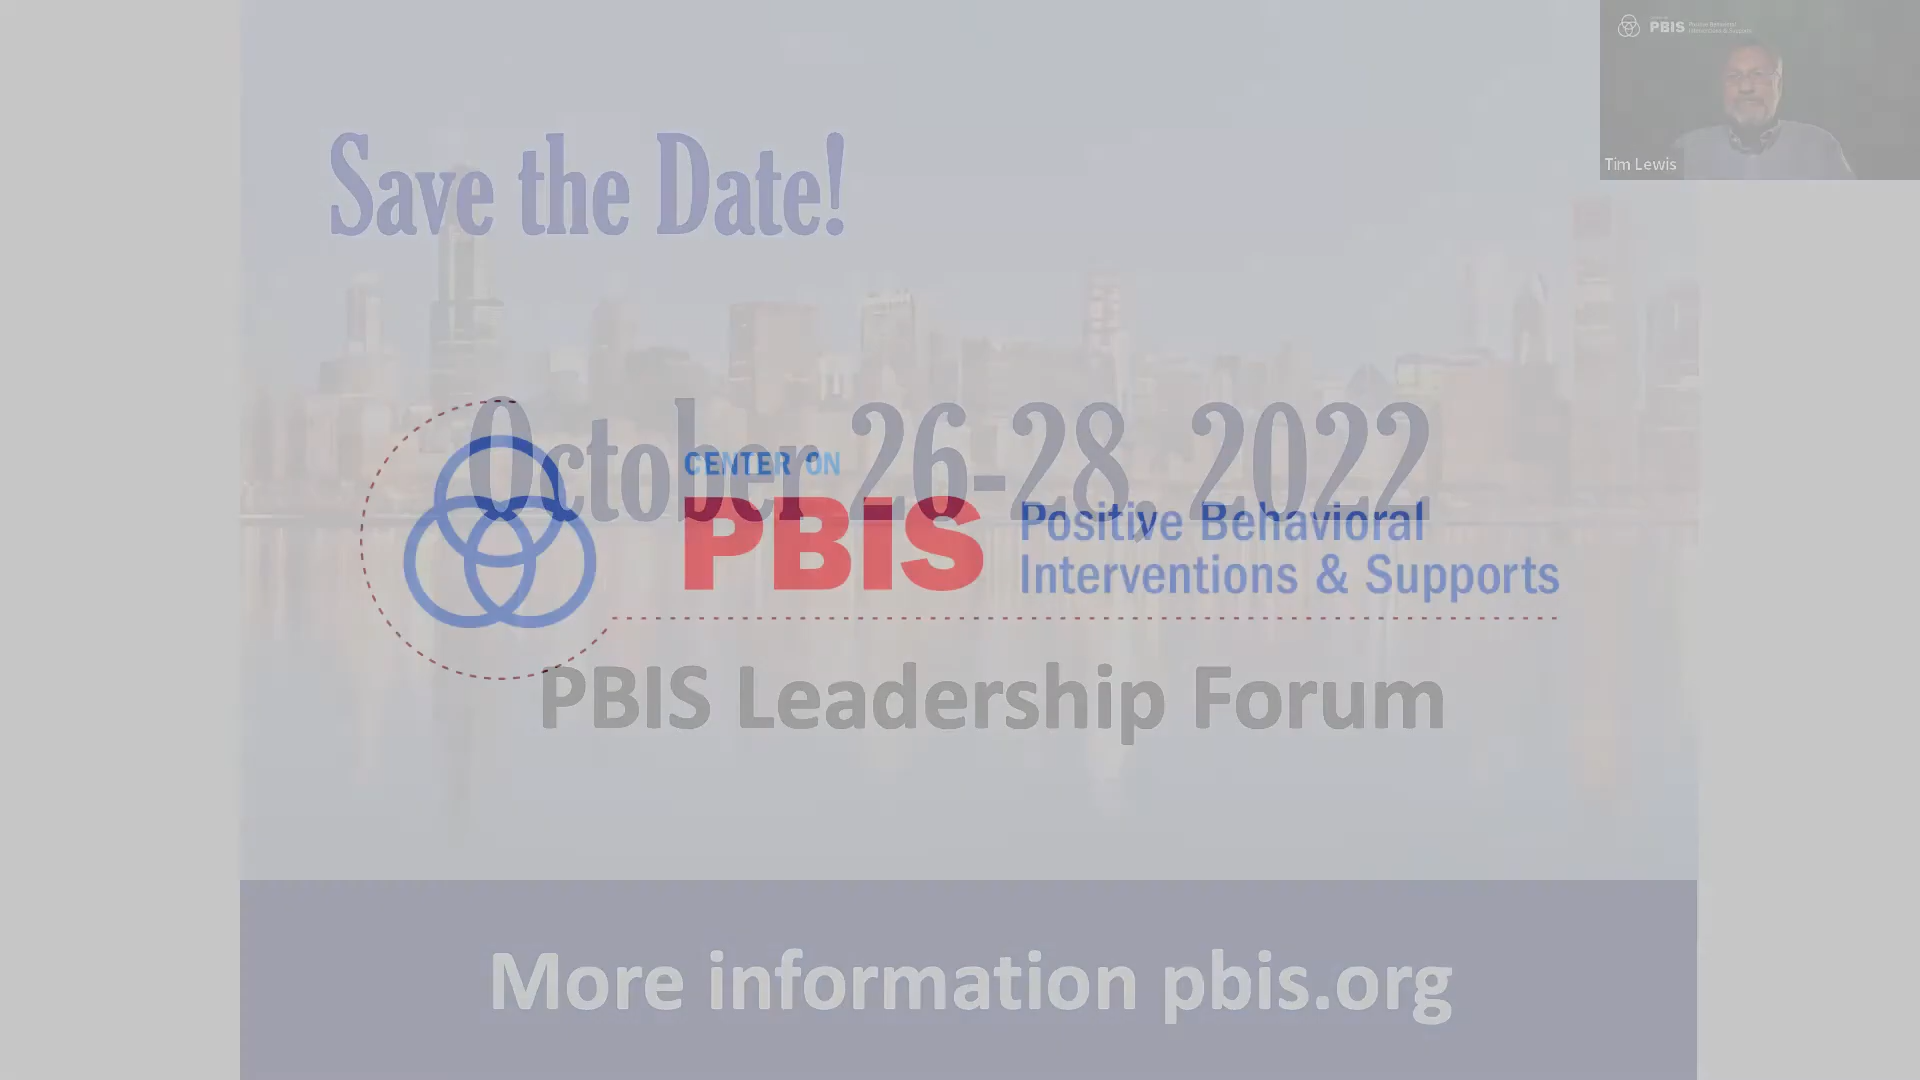 PBIS
Tim Lewis
Save the Date!
October 26-28, 2022
CENTER ON
PBIS
Positive Behavioral
Interventions & Supports
PBIS Leadership Forum
More information pbis.org